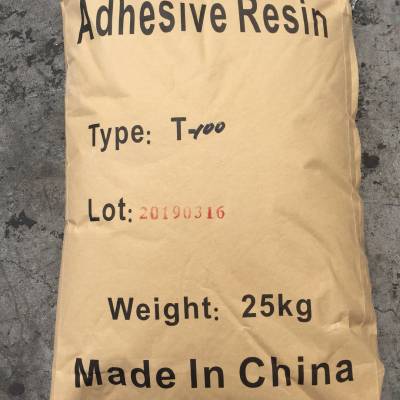 Adhesive Resin
Type: T-100
Lot: 20190316
Weight: 25kg
Made In China